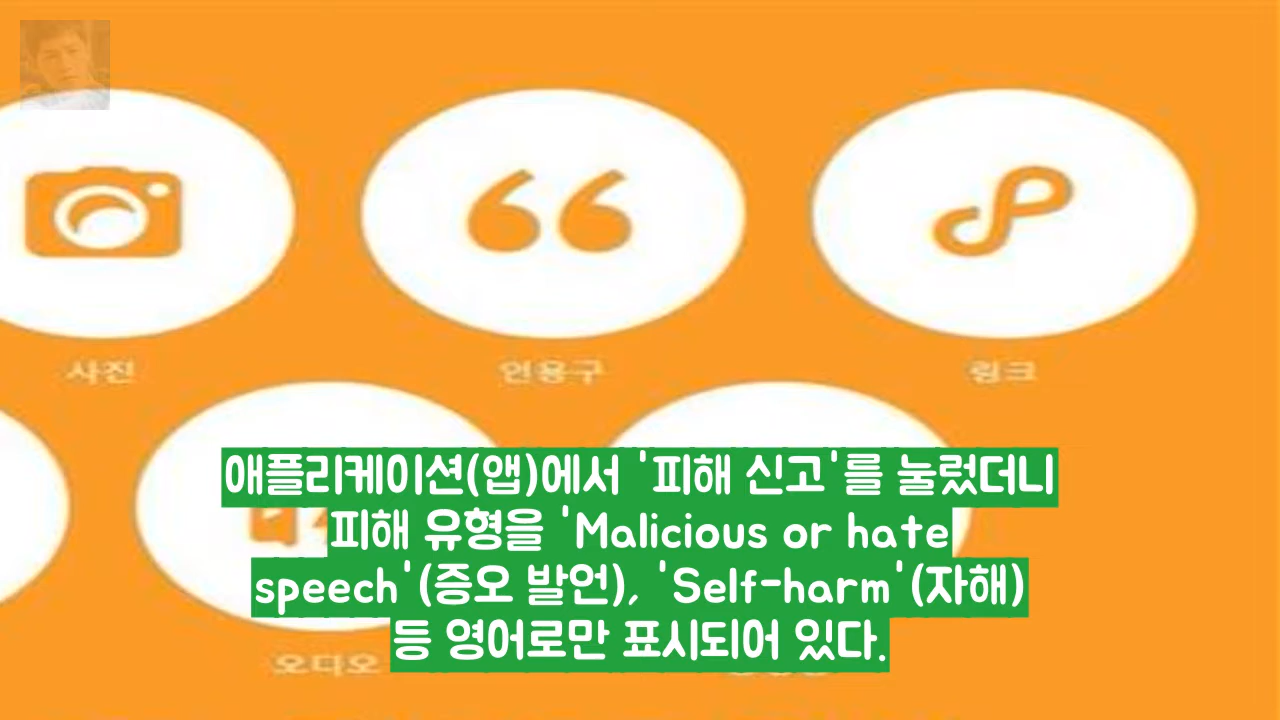 사진
인용구
링크
애플리케이션(앱)에서 '피해 신고'를 눌렀더니
피해 유형을 'Malicious or hate
speech'(증오 발언), 'Self-harm'(자해)
등 영어로만 표시되어 있다.
오디오